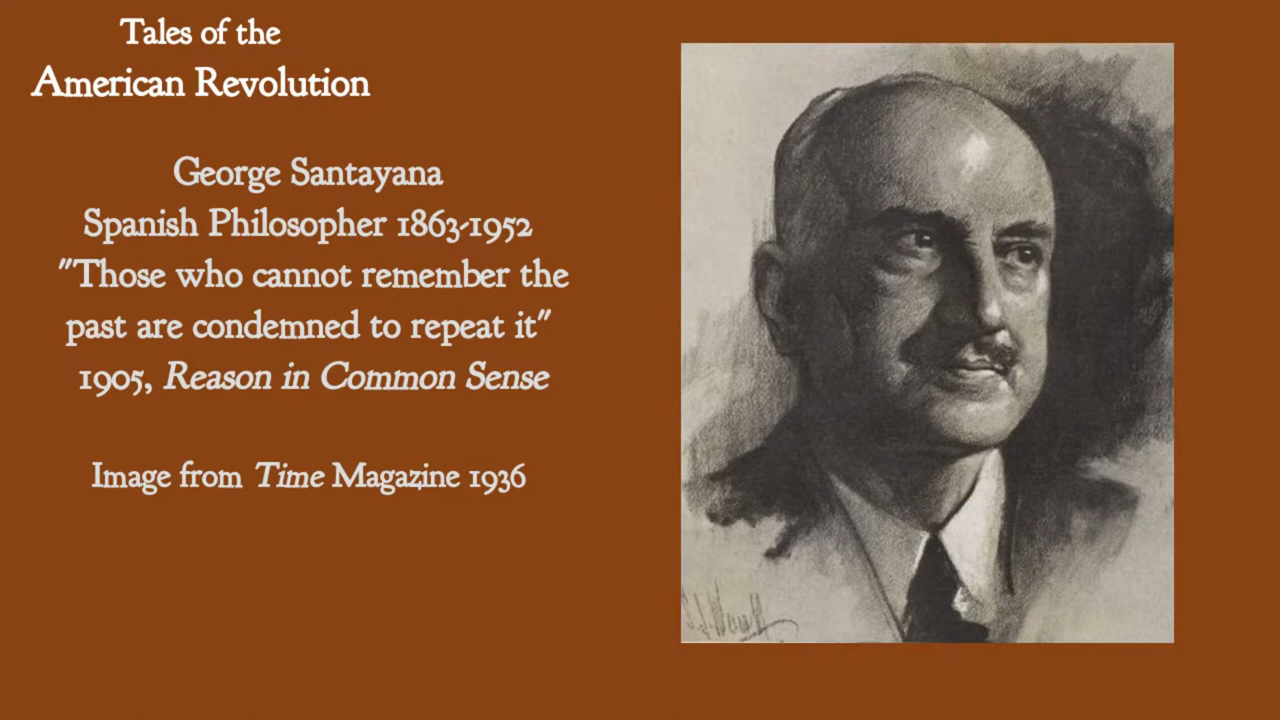 Tales of the
American Revolution
George Santayana
Spanish Philosopher 1863-1952
"Those who cannot remember the
past are condemned to repeat it"
1905, Reason in Common Sense
Image from Time Magazine 1936